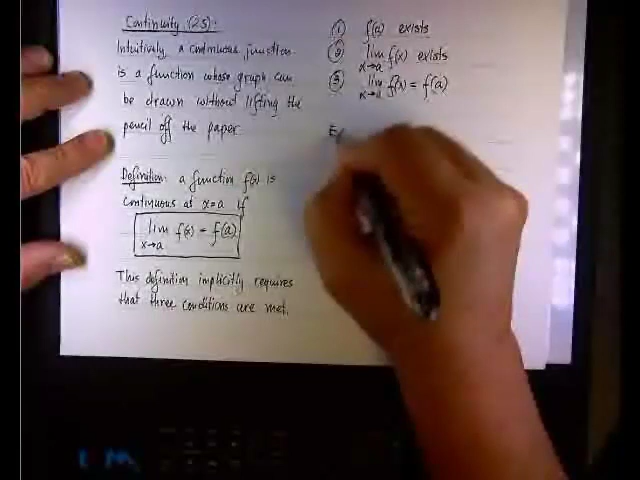 Continuity (2.5):
Intuitively, a continuous function
is a function whose graph can
be drawn without lifting the
pencil off the paper
Definition: a function f(x) is
continuous at x=a if
lim f(x) = f(a)
x→a
This definition implicitly requires
that three conditions are met.
① f(a) exists
② lim f(x) exists
x→a
③ lim f(x) = f(a)
x→a